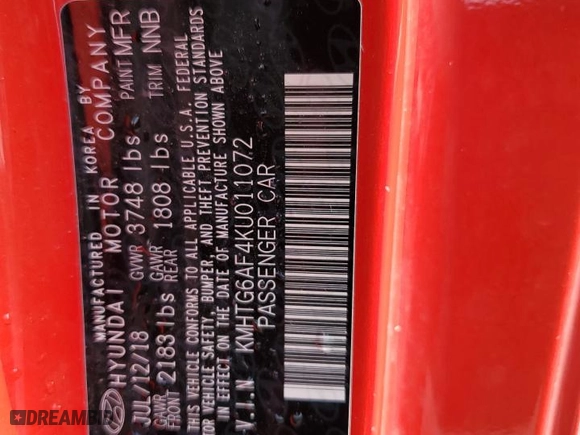 MANUFACTURED IN KOREA BY
HYUNDAI MOTOR COMPANY
JUL/12/18 GVWR 3748 lbs PAINT MFR
GAWR FRONT 2183 lbs GAWR REAR 1808 lbs TRIM NNB
THIS VEHICLE CONFORMS TO ALL APPLICABLE U.S.A. FEDERAL
MOTOR VEHICLE SAFETY, BUMPER, AND THEFT PREVENTION STANDARDS
IN EFFECT ON THE DATE OF MANUFACTURE SHOWN ABOVE
V.I.N KMHTG6AF4KU011072
PASSENGER CAR
DREAMBID